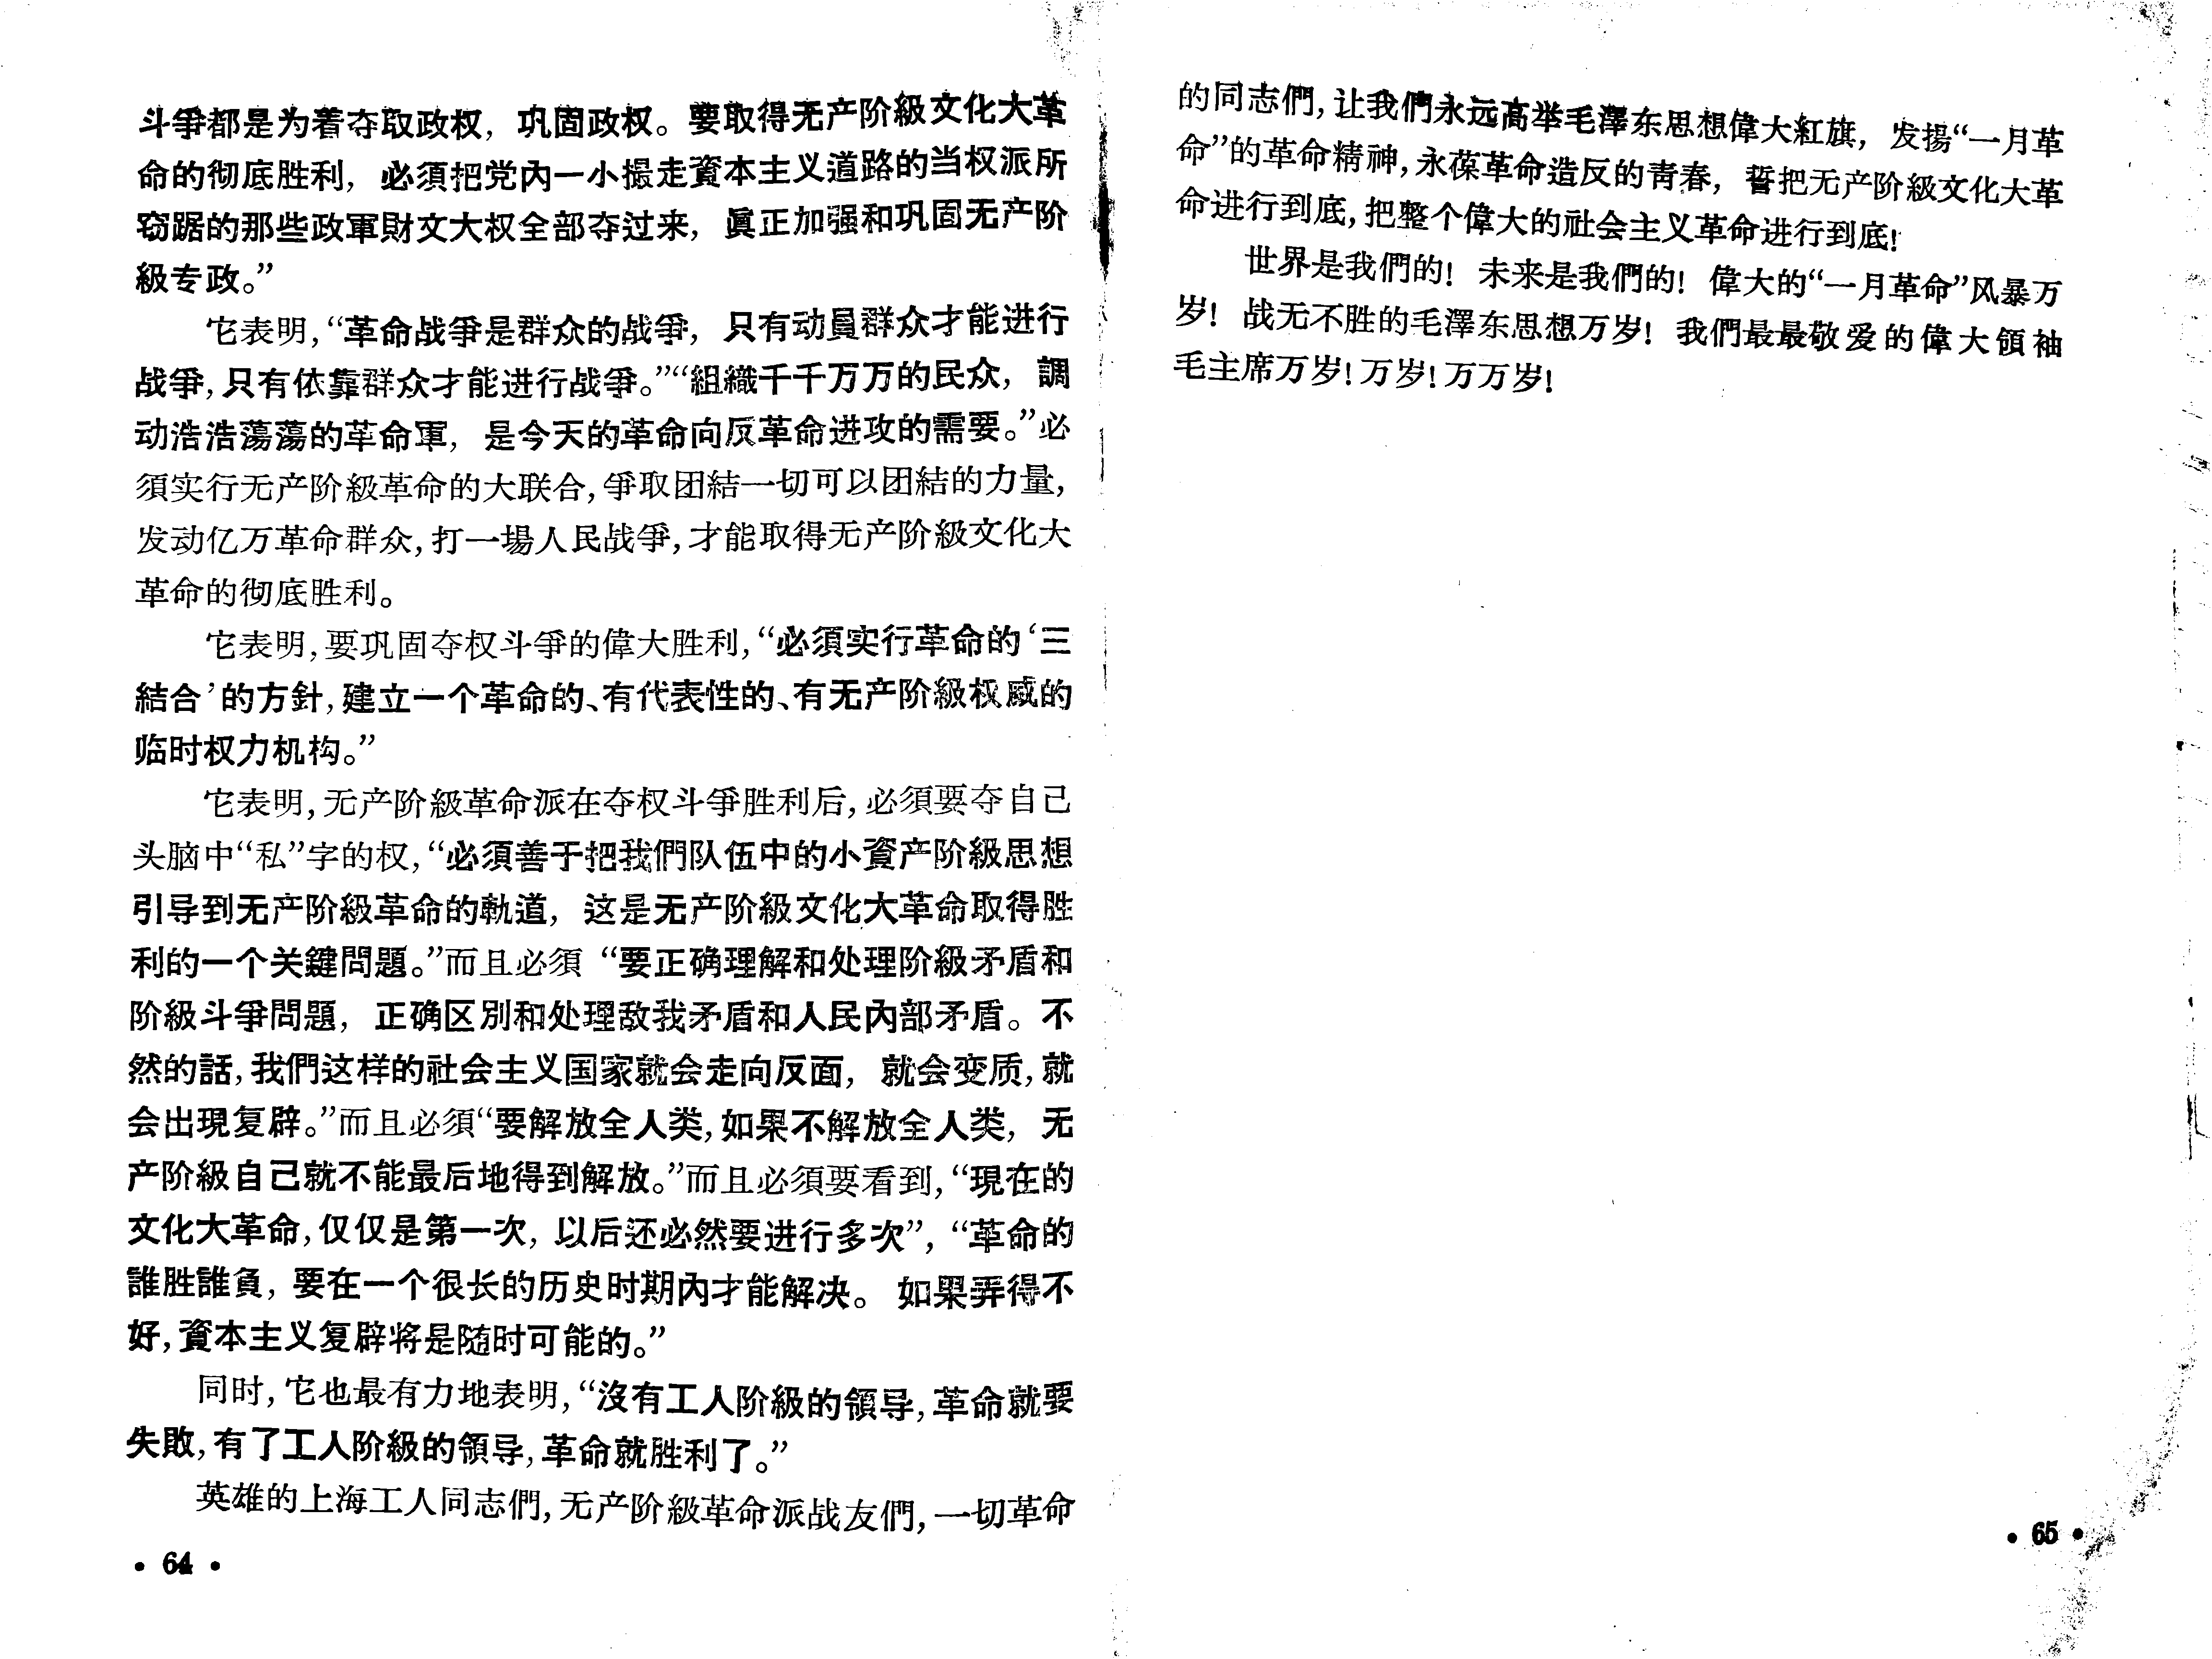 斗爭都是为着夺取政权，巩固政权。要取得无产阶級文化大革
命的彻底胜利，必須把党內一小撮走資本主义道路的当权派所
窃踞的那些政軍財文大权全部夺过来，眞正加强和巩固无产阶
級专政。”
它表明，“革命战爭是群众的战爭，只有动員群众才能进行
战爭，只有依靠群众才能进行战爭。”“組織千千万万的民众，調
动浩浩蕩蕩的革命軍，是今天的革命向反革命进攻的需要。”必
須实行无产阶級革命的大联合，爭取团結一切可以团結的力量，
发动亿万革命群众，打一場人民战爭，才能取得无产阶級文化大
革命的彻底胜利。
它表明，要巩固夺权斗爭的偉大胜利，“必須实行革命的‘三
結合’的方針，建立一个革命的、有代表性的、有无产阶級权威的
临时权力机构。”
它表明，无产阶級革命派在夺权斗爭胜利后，必須要夺自己
头脑中“私”字的权，“必須善于把我們队伍中的小資产阶級思想
引导到无产阶級革命的軌道，这是无产阶級文化大革命取得胜
利的一个关鍵問題。”而且必須“要正确理解和处理阶級矛盾和
阶級斗爭問題，正确区別和处理敌我矛盾和人民內部矛盾。不
然的話，我們这样的社会主义国家就会走向反面，就会变质，就
会出現复辟。”而且必須“要解放全人类，如果不解放全人类，无
产阶級自己就不能最后地得到解放。”而且必須要看到，“現在的
文化大革命，仅仅是第一次，以后还必然要进行多次”，“革命的
誰胜誰負，要在一个很长的历史时期內才能解决。如果弄得不
好，資本主义复辟将是随时可能的。”
同时，它也最有力地表明，“沒有工人阶級的領导，革命就要
失敗，有了工人阶級的領导，革命就胜利了。”
英雄的上海工人同志們，无产阶級革命派战友們，一切革命
• 64 •
的同志們，让我們永远高举毛澤东思想偉大紅旗，发揚“一月革
命”的革命精神，永葆革命造反的青春，誓把无产阶級文化大革
命进行到底，把整个偉大的社会主义革命进行到底！
世界是我們的！未来是我們的！偉大的“一月革命”风暴万
岁！战无不胜的毛澤东思想万岁！我們最最敬爱的偉大領袖
毛主席万岁！万岁！万万岁！
• 65 •